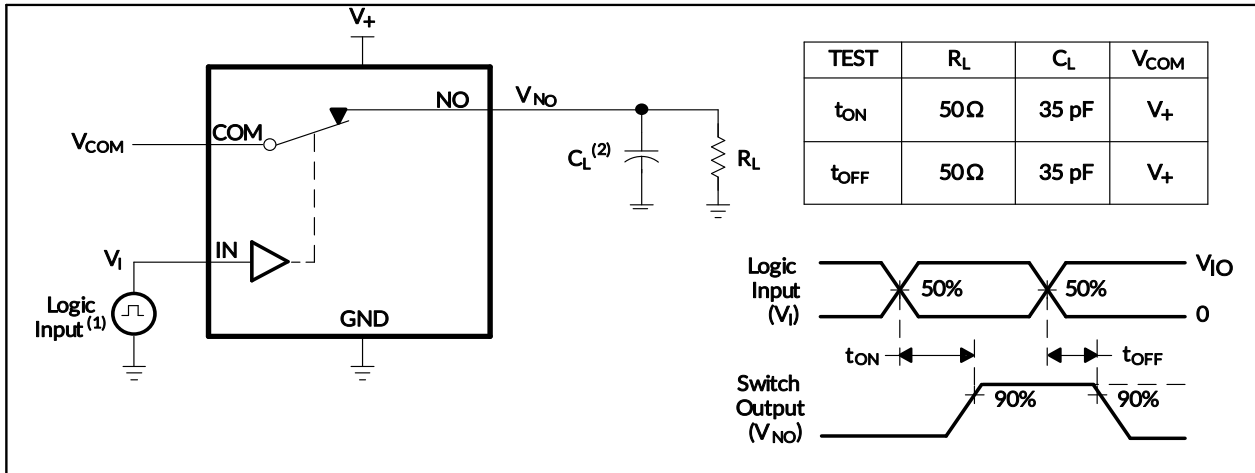 V+
NO
VNO
COM
VCOM
CL(2)
RL
VI
IN
Logic
Input(1)
GND
TEST RL CL VCOM
tON 50Ω 35 pF V+
tOFF 50Ω 35 pF V+
Logic
Input
(VI)
50%
50%
VIO
0
tON
tOFF
Switch
Output
(VNO)
90%
90%